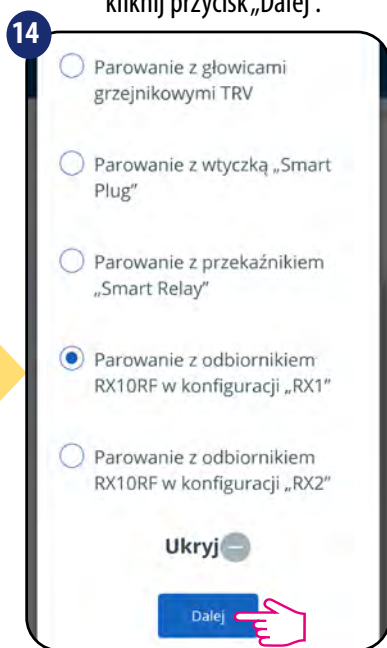 kliknij przycisk „Dalej”.
14
Parowanie z głowicami
grzejnikowymi TRV
Parowanie z wtyczką „Smart
Plug”
Parowanie z przekaźnikiem
„Smart Relay”
Parowanie z odbiornikiem
RX10RF w konfiguracji „RX1”
Parowanie z odbiornikiem
RX10RF w konfiguracji „RX2”
Ukryj
Dalej